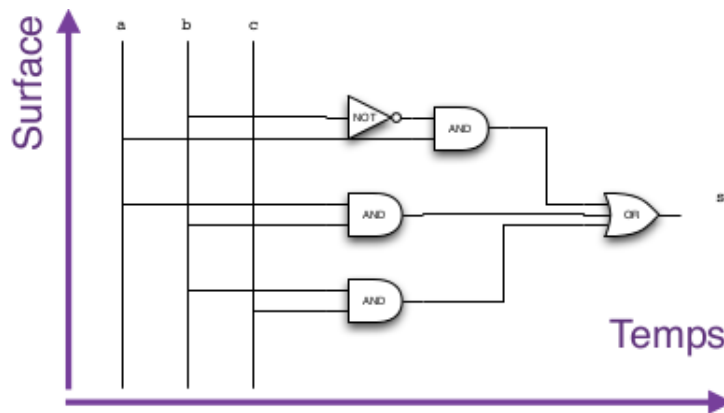 Surface
a b c
NOT
AND
AND
OR
s
AND
Temps